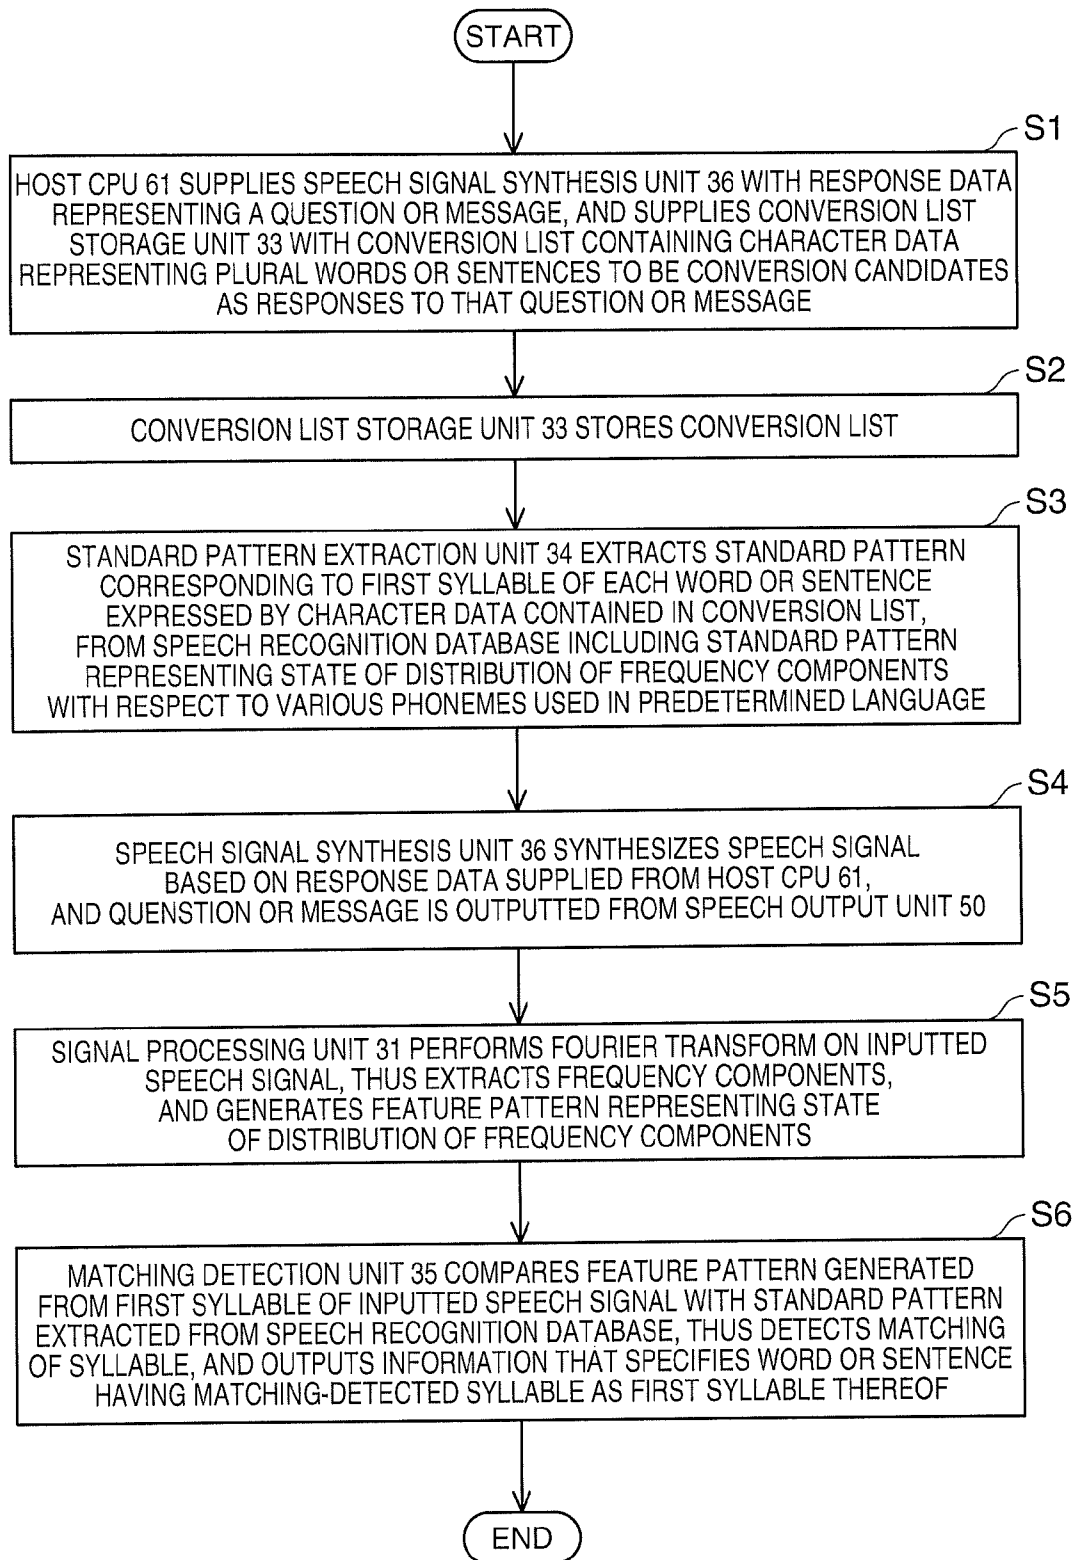 START
S1
HOST CPU 61 SUPPLIES SPEECH SIGNAL SYNTHESIS UNIT 36 WITH RESPONSE DATA
REPRESENTING A QUESTION OR MESSAGE, AND SUPPLIES CONVERSION LIST
STORAGE UNIT 33 WITH CONVERSION LIST CONTAINING CHARACTER DATA
REPRESENTING PLURAL WORDS OR SENTENCES TO BE CONVERSION CANDIDATES
AS RESPONSES TO THAT QUESTION OR MESSAGE
S2
CONVERSION LIST STORAGE UNIT 33 STORES CONVERSION LIST
S3
STANDARD PATTERN EXTRACTION UNIT 34 EXTRACTS STANDARD PATTERN
CORRESPONDING TO FIRST SYLLABLE OF EACH WORD OR SENTENCE
EXPRESSED BY CHARACTER DATA CONTAINED IN CONVERSION LIST,
FROM SPEECH RECOGNITION DATABASE INCLUDING STANDARD PATTERN
REPRESENTING STATE OF DISTRIBUTION OF FREQUENCY COMPONENTS
WITH RESPECT TO VARIOUS PHONEMES USED IN PREDETERMINED LANGUAGE
S4
SPEECH SIGNAL SYNTHESIS UNIT 36 SYNTHESIZES SPEECH SIGNAL
BASED ON RESPONSE DATA SUPPLIED FROM HOST CPU 61,
AND QUENSTION OR MESSAGE IS OUTPUTTED FROM SPEECH OUTPUT UNIT 50
S5
SIGNAL PROCESSING UNIT 31 PERFORMS FOURIER TRANSFORM ON INPUTTED
SPEECH SIGNAL, THUS EXTRACTS FREQUENCY COMPONENTS,
AND GENERATES FEATURE PATTERN REPRESENTING STATE
OF DISTRIBUTION OF FREQUENCY COMPONENTS
S6
MATCHING DETECTION UNIT 35 COMPARES FEATURE PATTERN GENERATED
FROM FIRST SYLLABLE OF INPUTTED SPEECH SIGNAL WITH STANDARD PATTERN
EXTRACTED FROM SPEECH RECOGNITION DATABASE, THUS DETECTS MATCHING
OF SYLLABLE, AND OUTPUTS INFORMATION THAT SPECIFIES WORD OR SENTENCE
HAVING MATCHING-DETECTED SYLLABLE AS FIRST SYLLABLE THEREOF
END